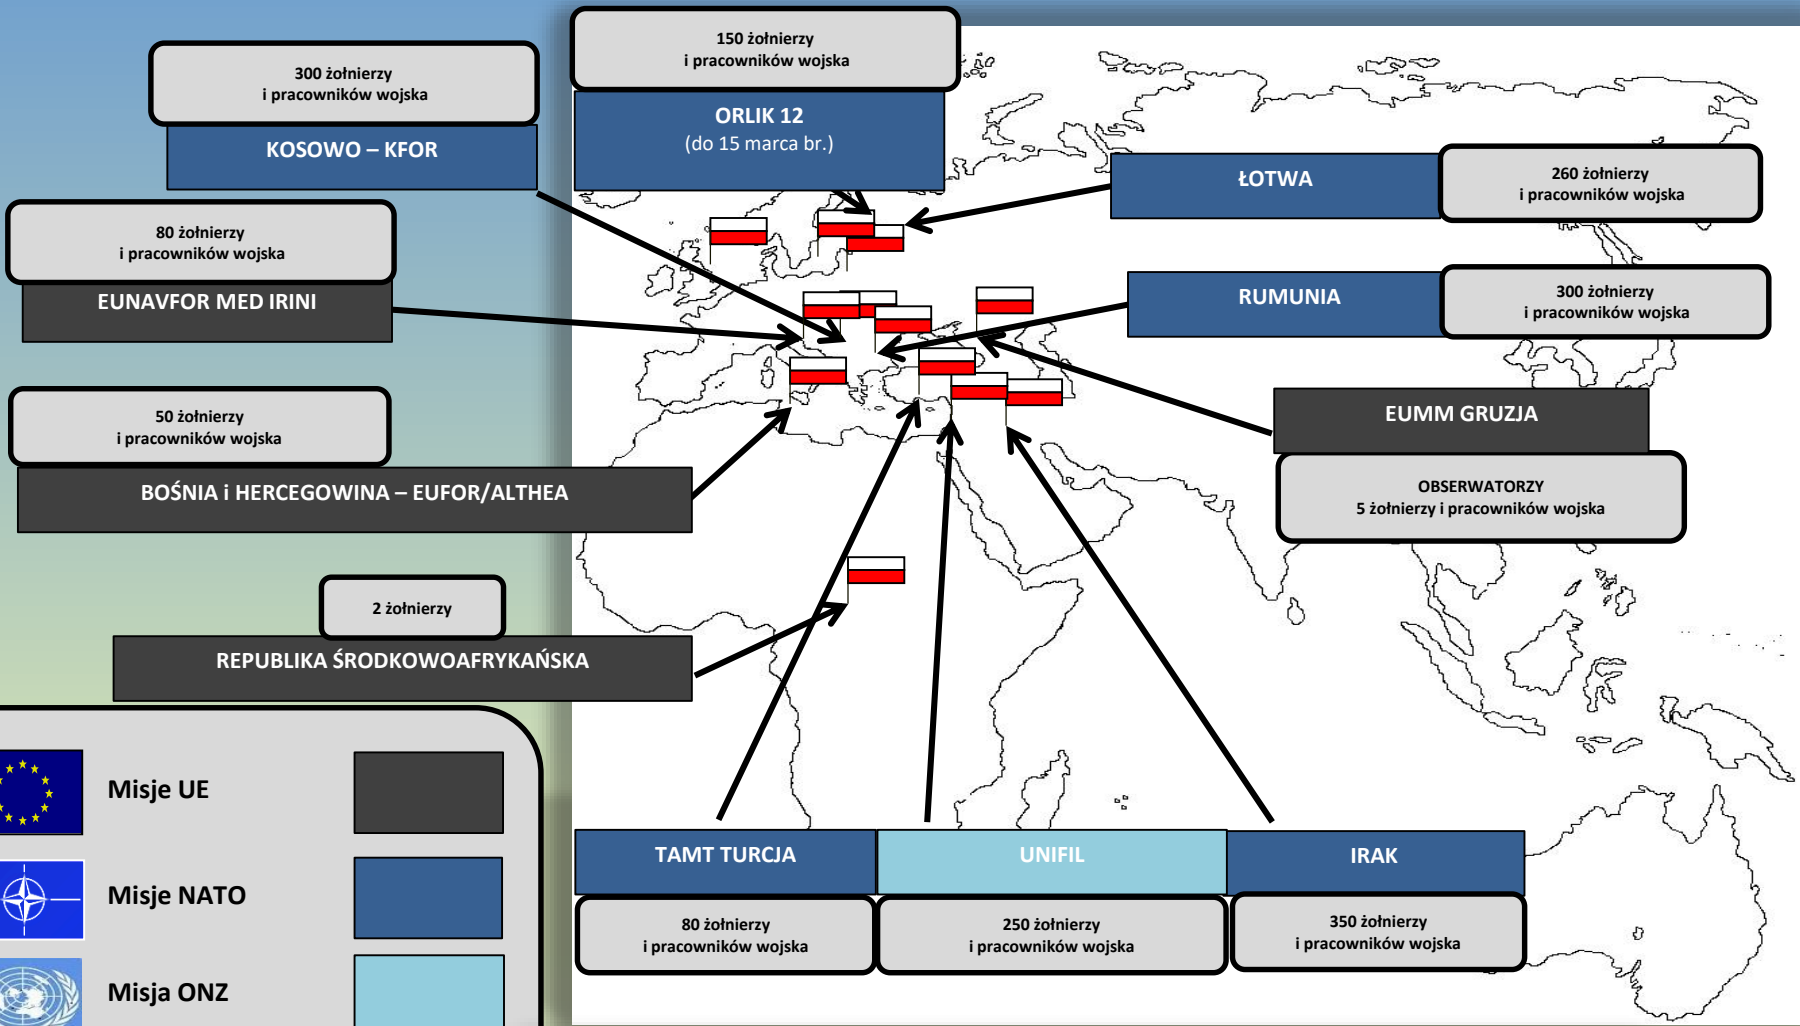 150 żołnierzy
i pracowników wojska
ORLIK 12
(do 15 marca br.)
300 żołnierzy
i pracowników wojska
KOSOWO – KFOR
ŁOTWA
260 żołnierzy
i pracowników wojska
80 żołnierzy
i pracowników wojska
EUNAVFOR MED IRINI
RUMUNIA
300 żołnierzy
i pracowników wojska
50 żołnierzy
i pracowników wojska
BOŚNIA i HERCEGOWINA – EUFOR/ALTHEA
EUMM GRUZJA
OBSERWATORZY
5 żołnierzy i pracowników wojska
2 żołnierzy
REPUBLIKA ŚRODKOWOAFRYKAŃSKA
Misje UE
Misje NATO
Misja ONZ
TAMT TURCJA
80 żołnierzy
i pracowników wojska
UNIFIL
250 żołnierzy
i pracowników wojska
IRAK
350 żołnierzy
i pracowników wojska